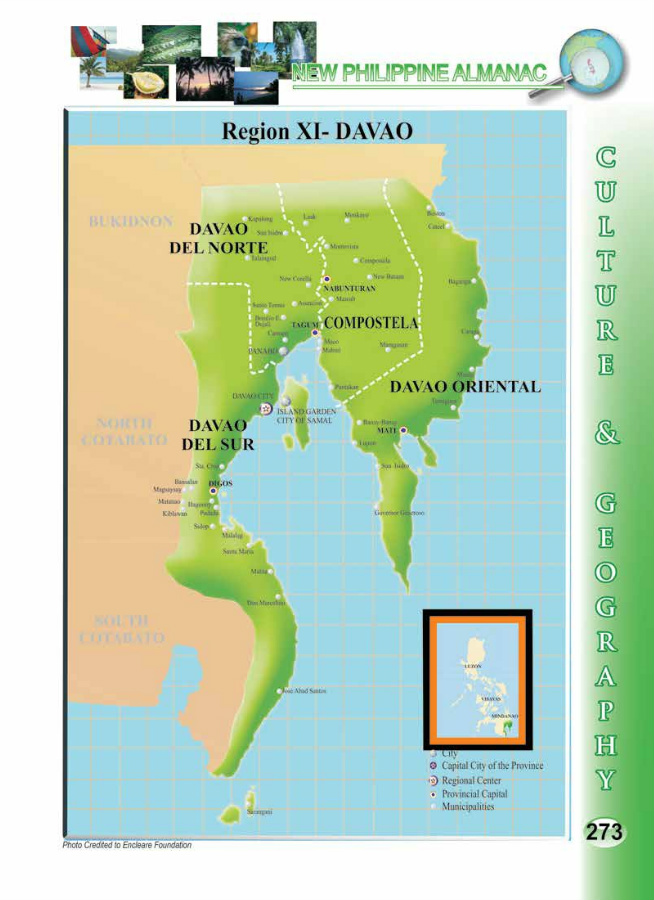 NEW PHILIPPINE ALMANAC
Region XI- DAVAO
BUKIDNON
DAVAO
DEL NORTE
Kapalong
Laak
Monkayo
Boston
Cateel
San Isidro
Talaingod
Montevista
Compostela
New Corella
New Bataan
NABUNTURAN
Baganga
Mawab
Asuncion
Santo Tomas
Braulio E.
Dujali
Carmen
TAGUM
COMPOSTELA
Caraga
PANABO
Maco
Mabini
Maragusan
Pantukan
DAVAO ORIENTAL
DAVAO CITY
ISLAND GARDEN
CITY OF SAMAL
Tarragona
NORTH
COTABATO
DAVAO
DEL SUR
Banay-Banay
MATI
Lupon
Sta. Cruz
San Isidro
Bansalan
DIGOS
Magsaysay
Matanao
Hagonoy
Kiblawan
Padada
Governor Generoso
Sulop
Malalag
Santa Maria
Malita
Don Marcelino
SOUTH
COTABATO
Jose Abad Santos
Sarangani
LUZON
VISAYAS
MINDANAO
City
Capital City of the Province
Regional Center
Provincial Capital
Municipalities
CULTURE
&
GEOGRAPHY
273
Photo Credited to Encleare Foundation